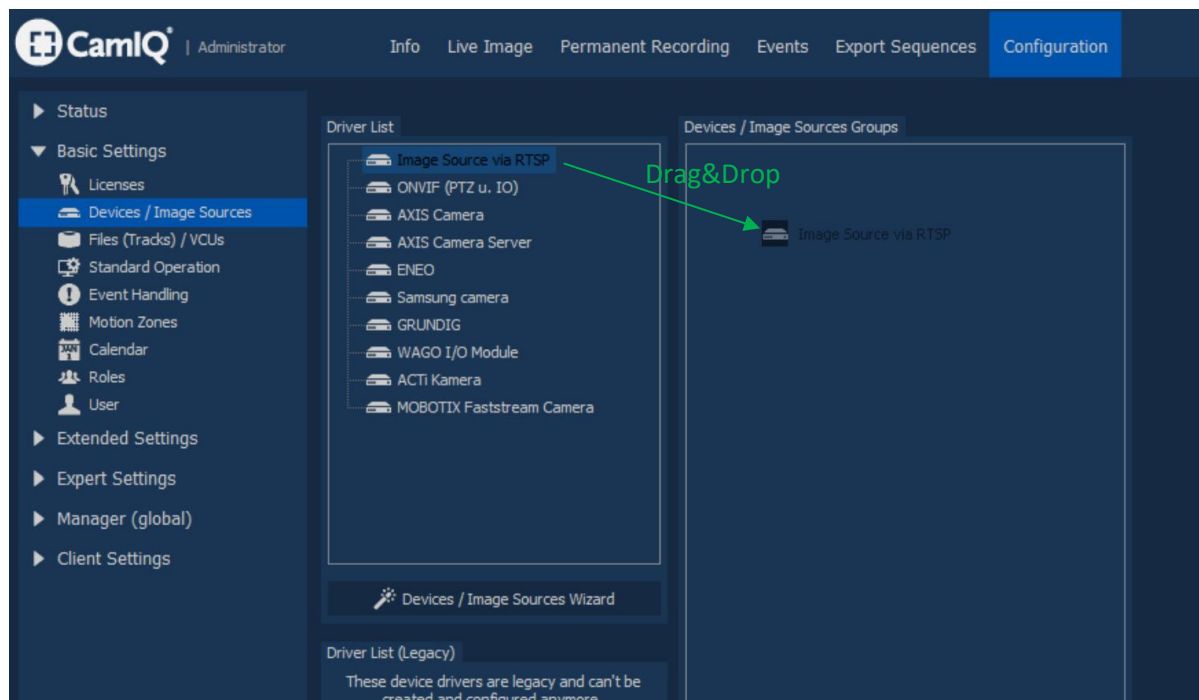 CamIQ® | Administrator
Info Live Image Permanent Recording Events Export Sequences Configuration
Status
Basic Settings
Licenses
Devices / Image Sources
Files (Tracks) / VCUs
Standard Operation
Event Handling
Motion Zones
Calendar
Roles
User
Extended Settings
Expert Settings
Manager (global)
Client Settings
Driver List
Image Source via RTSP
ONVIF (PTZ u. IO)
AXIS Camera
AXIS Camera Server
ENEO
Samsung camera
GRUNDIG
WAGO I/O Module
ACTi Kamera
MOBOTIX Faststream Camera
Devices / Image Sources Wizard
Driver List (Legacy)
These device drivers are legacy and can't be
created and configured anymore
Devices / Image Sources Groups
Drag&Drop
Image Source via RTSP